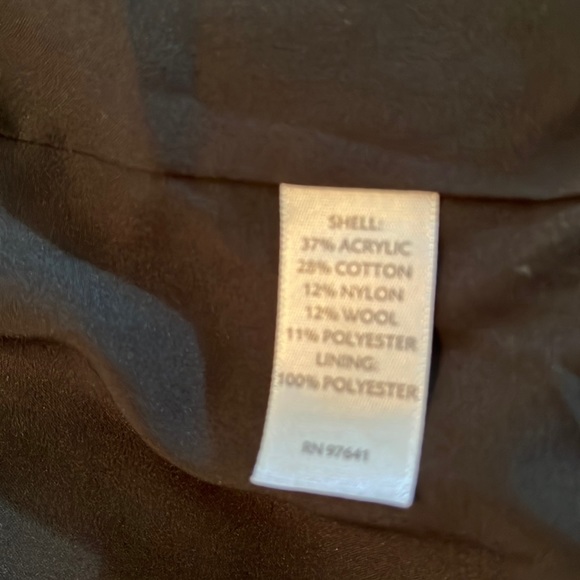 SHELL:
37% ACRYLIC
28% COTTON
12% NYLON
12% WOOL
11% POLYESTER
LINING:
100% POLYESTER
RN 97641